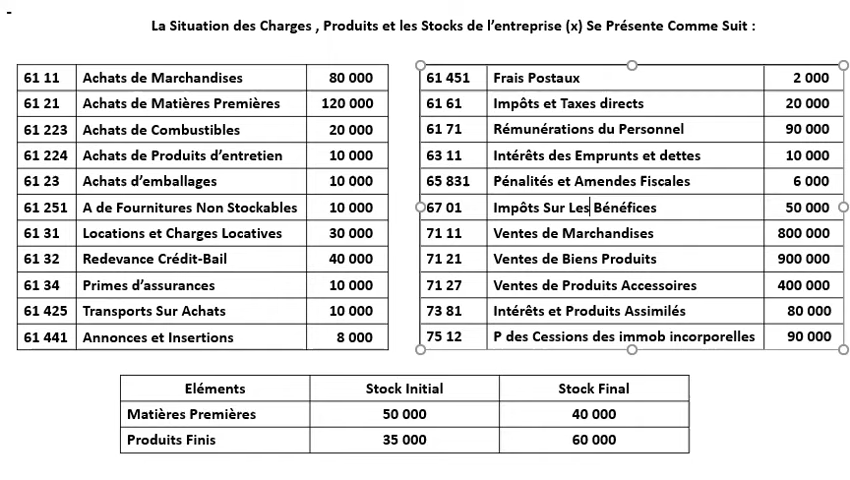 -
La Situation des Charges , Produits et les Stocks de l'entreprise (x) Se Présente Comme Suit :
61 11 Achats de Marchandises 80 000
61 21 Achats de Matières Premières 120 000
61 223 Achats de Combustibles 20 000
61 224 Achats de Produits d'entretien 10 000
61 23 Achats d'emballages 10 000
61 251 A de Fournitures Non Stockables 10 000
61 31 Locations et Charges Locatives 30 000
61 32 Redevance Crédit-Bail 40 000
61 34 Primes d'assurances 10 000
61 425 Transports Sur Achats 10 000
61 441 Annonces et Insertions 8 000
61 451 Frais Postaux 2 000
61 61 Impôts et Taxes directs 20 000
61 71 Rémunérations du Personnel 90 000
63 11 Intérêts des Emprunts et dettes 10 000
65 831 Pénalités et Amendes Fiscales 6 000
67 01 Impôts Sur Les Bénéfices 50 000
71 11 Ventes de Marchandises 800 000
71 21 Ventes de Biens Produits 900 000
71 27 Ventes de Produits Accessoires 400 000
73 81 Intérêts et Produits Assimilés 80 000
75 12 P des Cessions des immob incorporelles 90 000
Eléments Stock Initial Stock Final
Matières Premières 50 000 40 000
Produits Finis 35 000 60 000